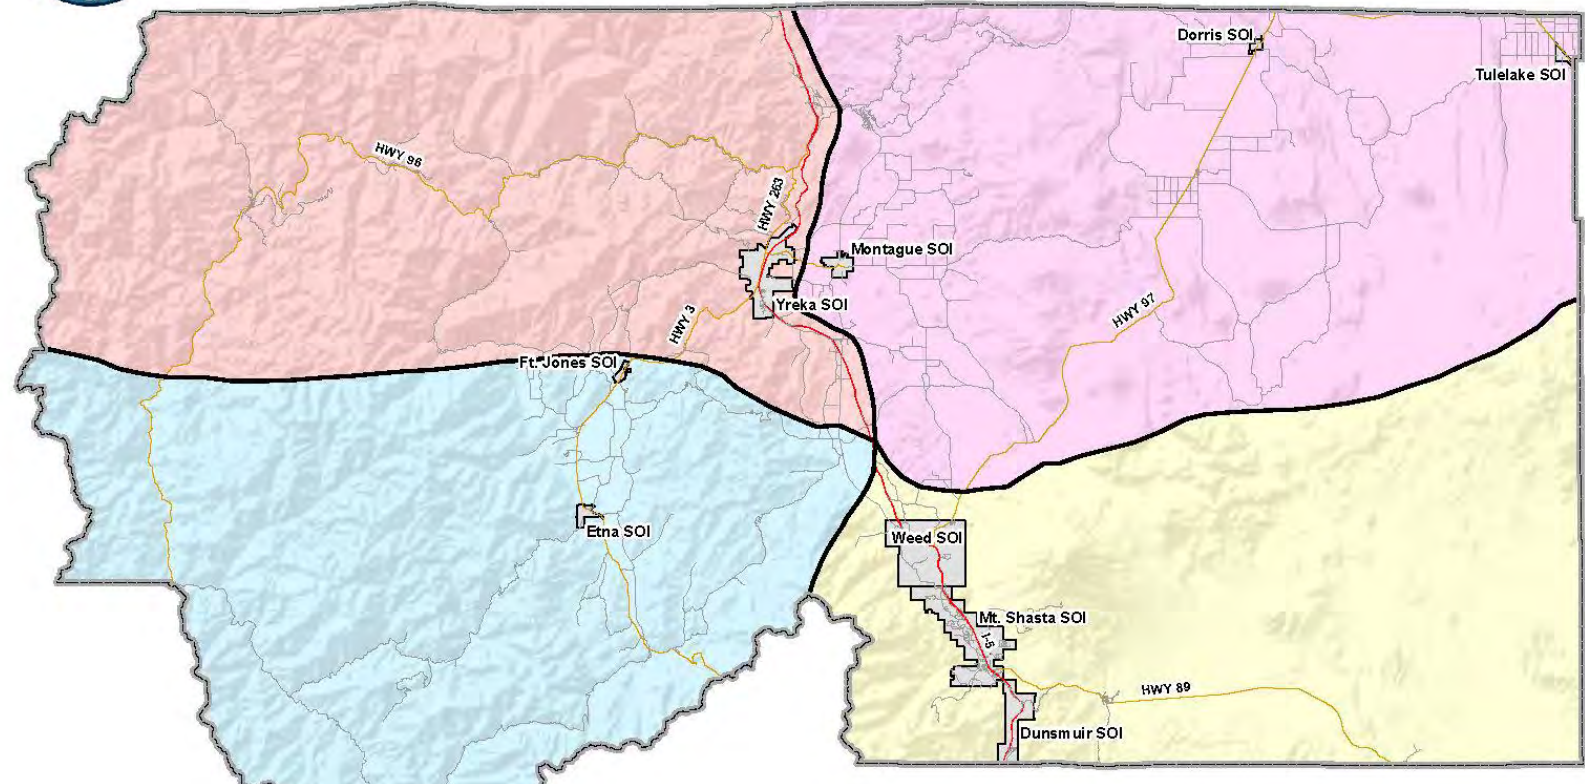 Dorris SOI
Tulelake SOI
HWY 96
HWY 263
Montague SOI
Yreka SOI
HWY 3
HWY 97
Ft. Jones SOI
Etna SOI
Weed SOI
Mt. Shasta SOI
I-5
HWY 89
Dunsmuir SOI